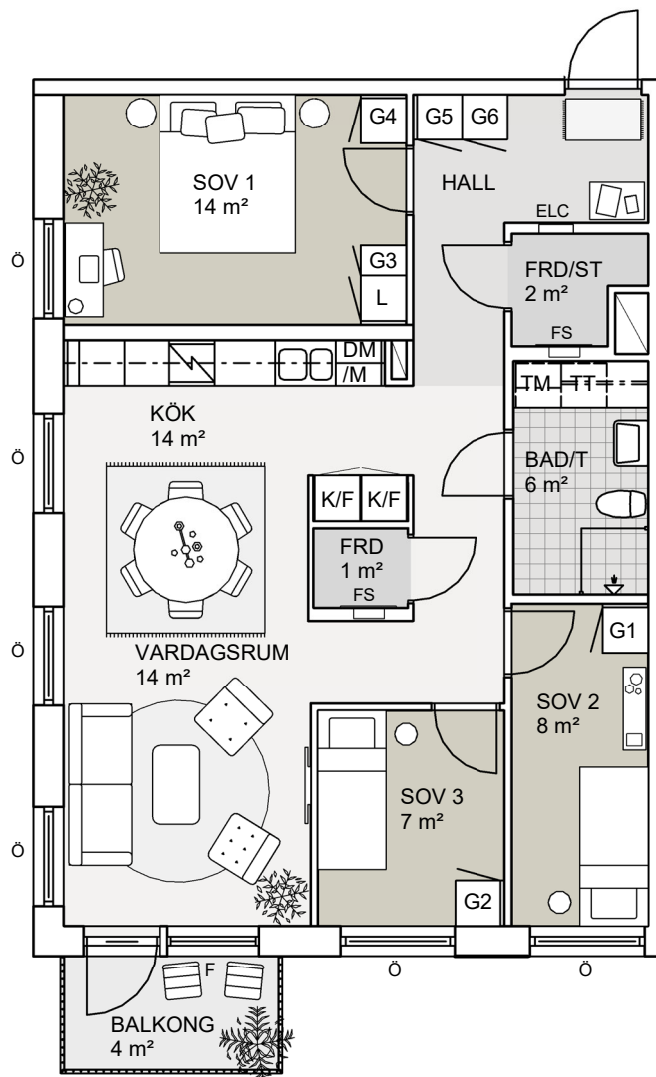 G4
G5
G6
SOV 1
14 m²
HALL
ELC
Ö
G3
L
FRD/ST
2 m²
FS
DM
/M
TM
TT
KÖK
14 m²
Ö
BAD/T
6 m²
K/F
K/F
FRD
1 m²
FS
G1
VARDAGSRUM
14 m²
Ö
SOV 2
8 m²
SOV 3
7 m²
Ö
G2
F
Ö
Ö
BALKONG
4 m²